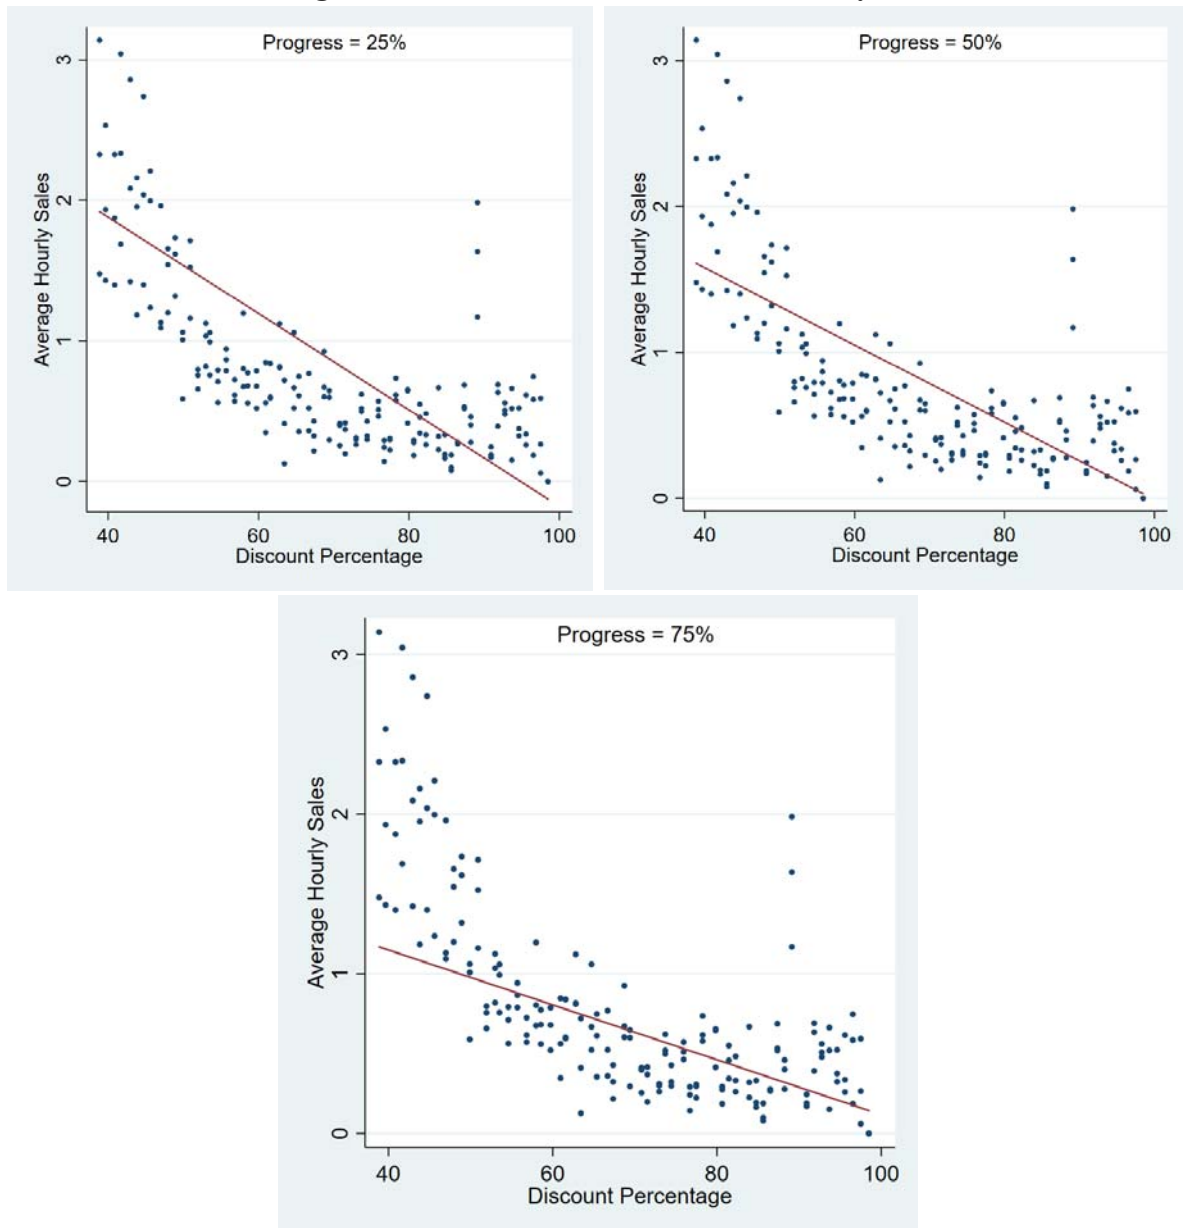 Progress = 25%
Average Hourly Sales
3
2
1
0
40 60 80 100
Discount Percentage
Progress = 50%
Average Hourly Sales
3
2
1
0
40 60 80 100
Discount Percentage
Progress = 75%
Average Hourly Sales
3
2
1
0
40 60 80 100
Discount Percentage